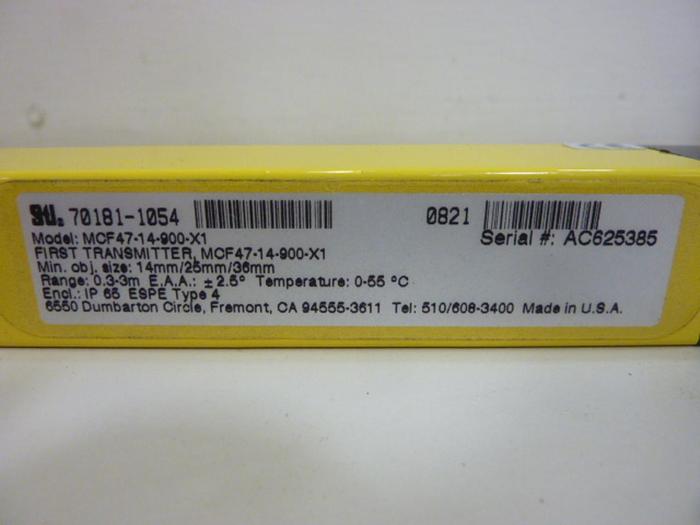 STI® 70181-1054 0821
Model: MCF47-14-900-X1 Serial #: AC625385
FIRST TRANSMITTER, MCF47-14-900-X1
Min. obj. size: 14mm/25mm/36mm
Range: 0.3-3m E.A.A.: ± 2.5° Temperature: 0-55 °C
Encl.: IP 65 ESPE Type 4
6550 Dumbarton Circle, Fremont, CA 94555-3611 Tel: 510/608-3400 Made in U.S.A.